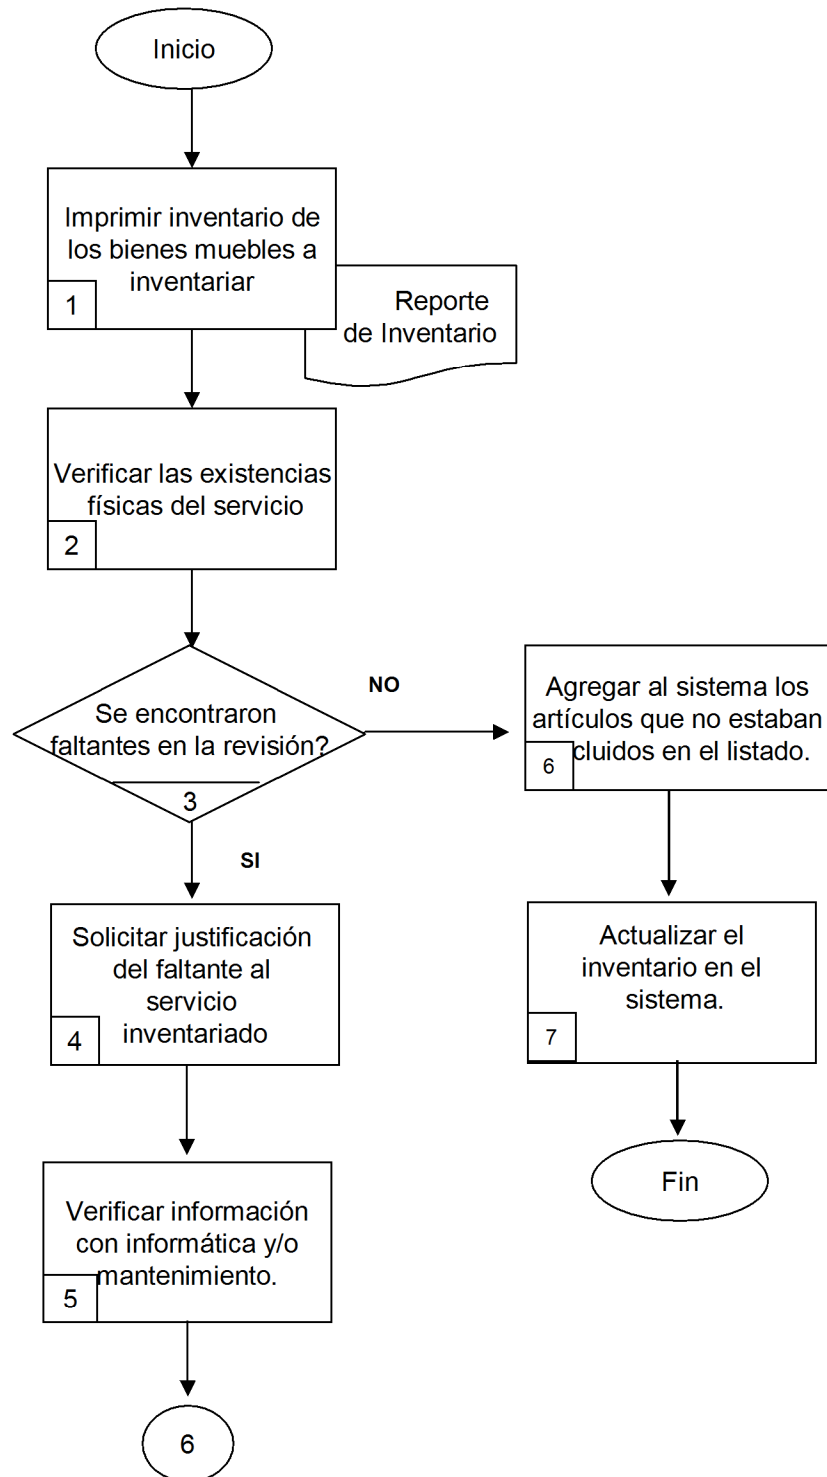 Inicio
Imprimir inventario de
los bienes muebles a
inventariar
1
Reporte
de Inventario
Verificar las existencias
físicas del servicio
2
Se encontraron
faltantes en la revisión?
3
NO
SI
Agregar al sistema los
artículos que no estaban
cluidos en el listado.
6
Solicitar justificación
del faltante al
servicio
inventariado
4
Actualizar el
inventario en el
sistema.
7
Verificar información
con informática y/o
mantenimiento.
5
Fin
6